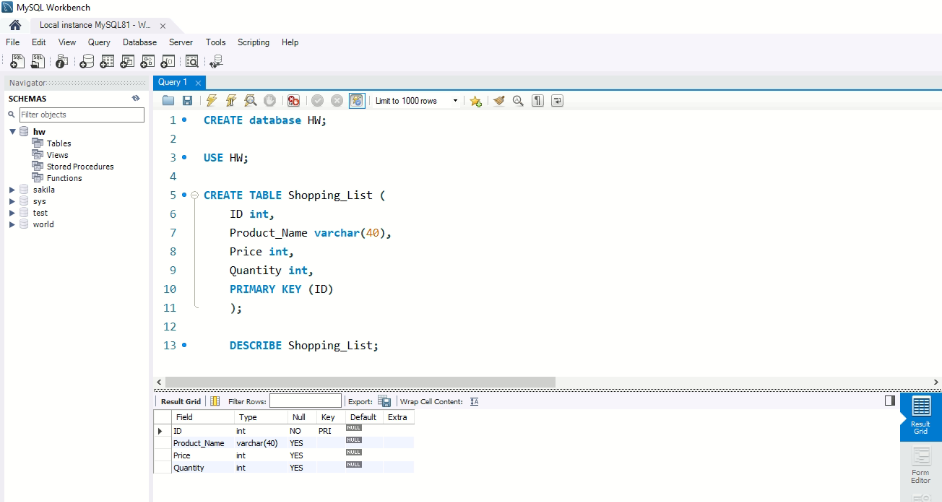 MySQL Workbench
Local instance MySQL81 - W... ×
File Edit View Query Database Server Tools Scripting Help
Navigator
SCHEMAS
Filter objects
hw
Tables
Views
Stored Procedures
Functions
sakila
sys
test
world
Query 1 ×
Limit to 1000 rows
1 CREATE database HW;
2
3 USE HW;
4
5 CREATE TABLE Shopping_List (
6 ID int,
7 Product_Name varchar(40),
8 Price int,
9 Quantity int,
10 PRIMARY KEY (ID)
11 );
12
13 DESCRIBE Shopping_List;
Result Grid Filter Rows: Export: Wrap Cell Content:
Field Type Null Key Default Extra
ID int NO PRI NULL
Product_Name varchar(40) YES NULL
Price int YES NULL
Quantity int YES NULL
Result
Grid
Form
Editor